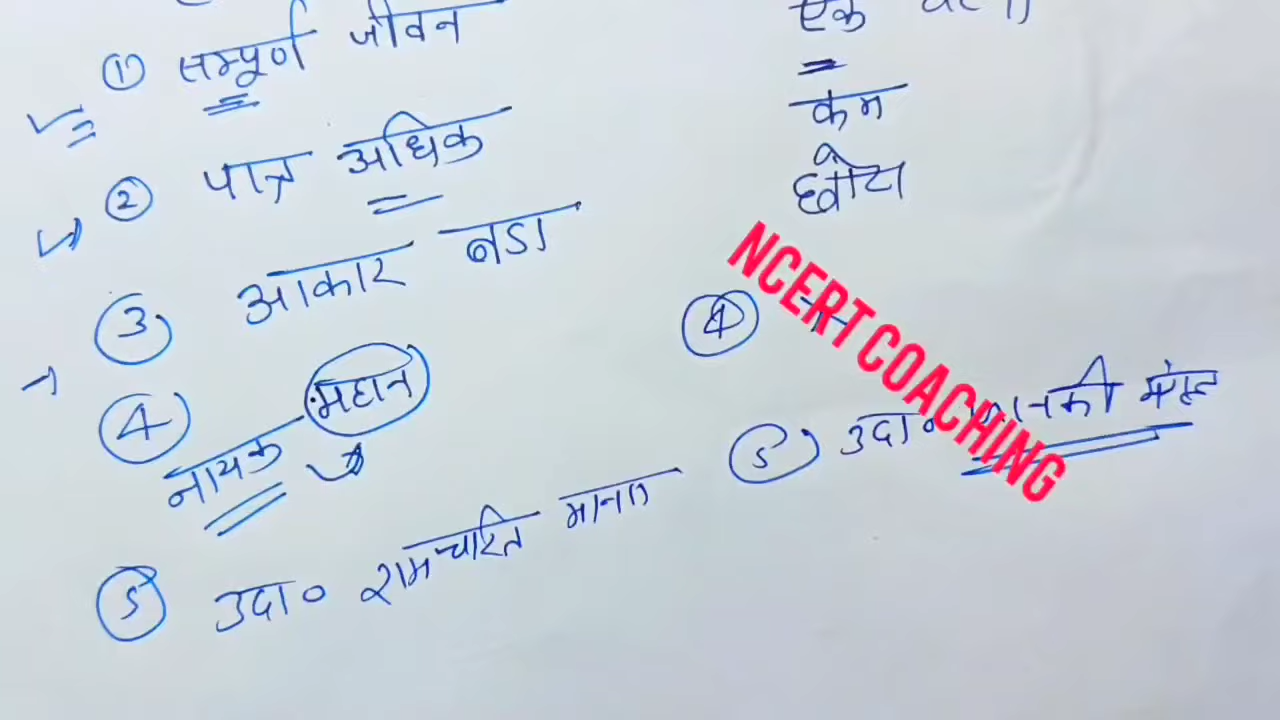 ① सम्पूर्ण जीवन
② पात्र अधिक
③ आकार बडा
④ नायक महान
5 उदा० रामचरित मानस
एक
कम
छोटा
④
5 उदा०
NCERT COACHING